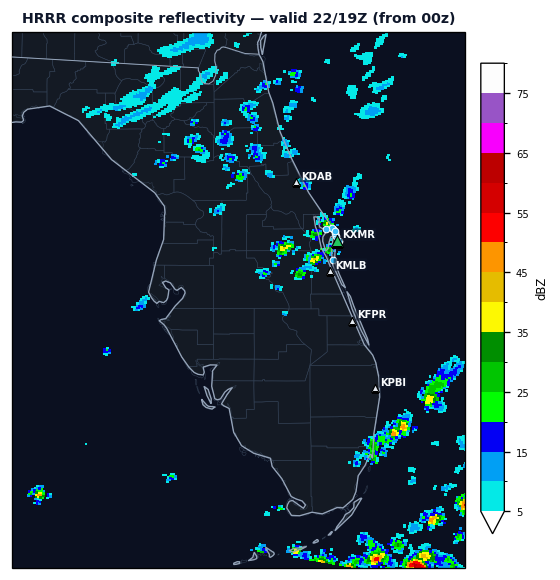 HRRR composite reflectivity — valid 22/19Z (from 00z)
75
65
55
45
35
25
15
5
dBZ
KDAB
KXMR
KMLB
KFPR
KPBI